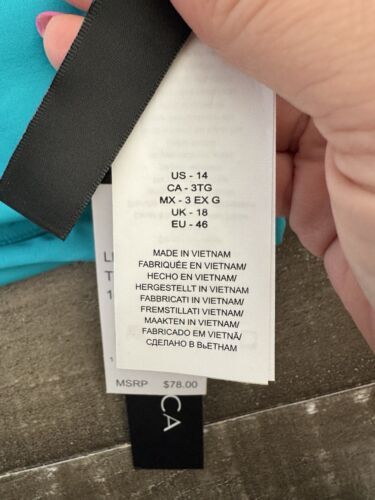 US - 14
CA - 3TG
MX - 3 EX G
UK - 18
EU - 46
MADE IN VIETNAM
FABRIQUÉE EN VIETNAM/
HECHO EN VIETNAM/
HERGESTELLT IN VIETNAM/
FABBRICATI IN VIETNAM/
FREMSTILLATI VIETNAM/
MAAKTEN IN VIETNAM/
FABRICADO EM VIETNAM/
СДЕЛАНО В ВьЕТНАМ
MSRP $78.00
CA